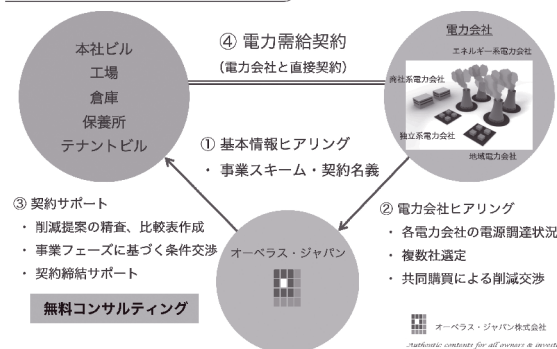 本社ビル
工場
倉庫
保養所
テナントビル
④ 電力需給契約
(電力会社と直接契約)
電力会社
エネルギー系電力会社
商社系電力会社
独立系電力会社
地域電力会社
① 基本情報ヒアリング
・ 事業スキーム・契約名義
③ 契約サポート
・ 削減提案の精査、比較表作成
・ 事業フェーズに基づく条件交渉
・ 契約締結サポート
無料コンサルティング
オーベラス・ジャパン
② 電力会社ヒアリング
・ 各電力会社の電源調達状況
・ 複数社選定
・ 共同購買による削減交渉
オーベラス・ジャパン株式会社
Authentic contents for all owners & invest